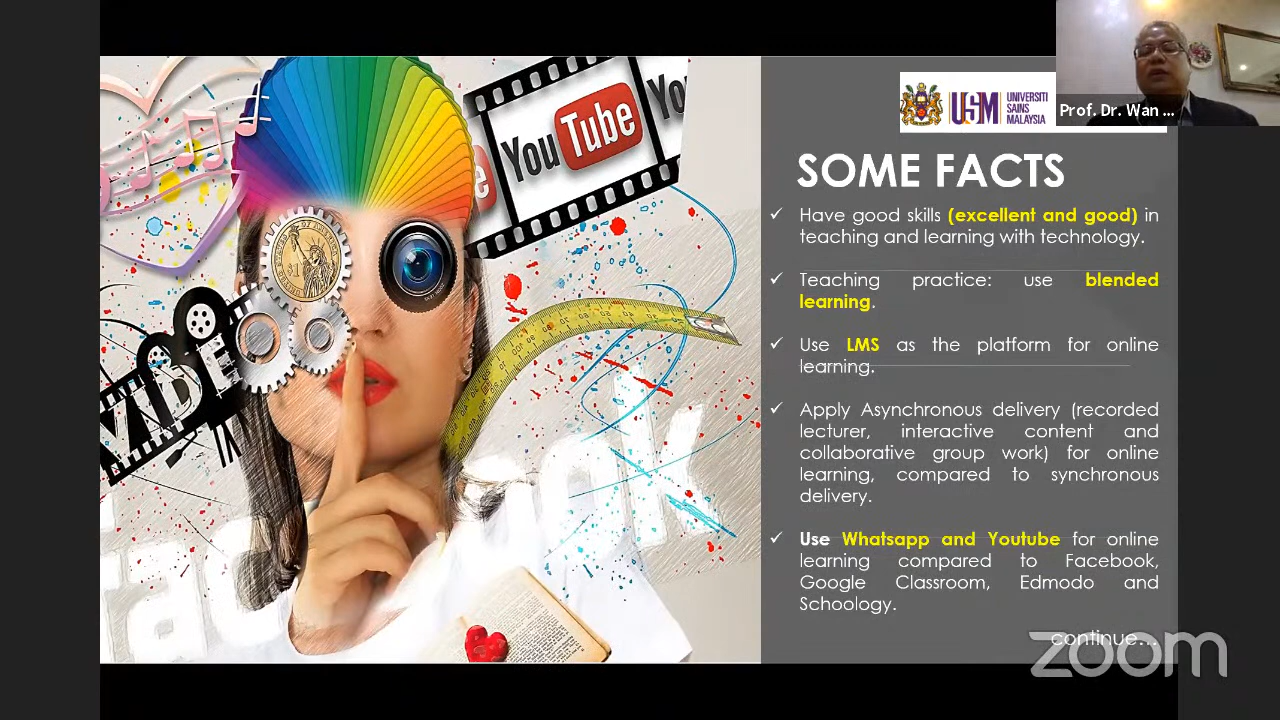 You Tube
Yo
VIDEO
facebook
USM UNIVERSITI
SAINS
MALAYSIA
Prof. Dr. Wan ...
SOME FACTS
✓ Have good skills (excellent and good) in
teaching and learning with technology.
✓ Teaching practice: use blended
learning.
✓ Use LMS as the platform for online
learning.
✓ Apply Asynchronous delivery (recorded
lecturer, interactive content and
collaborative group work) for online
learning, compared to synchronous
delivery.
✓ Use Whatsapp and Youtube for online
learning compared to Facebook,
Google Classroom, Edmodo and
Schoology.
continue...
zoom